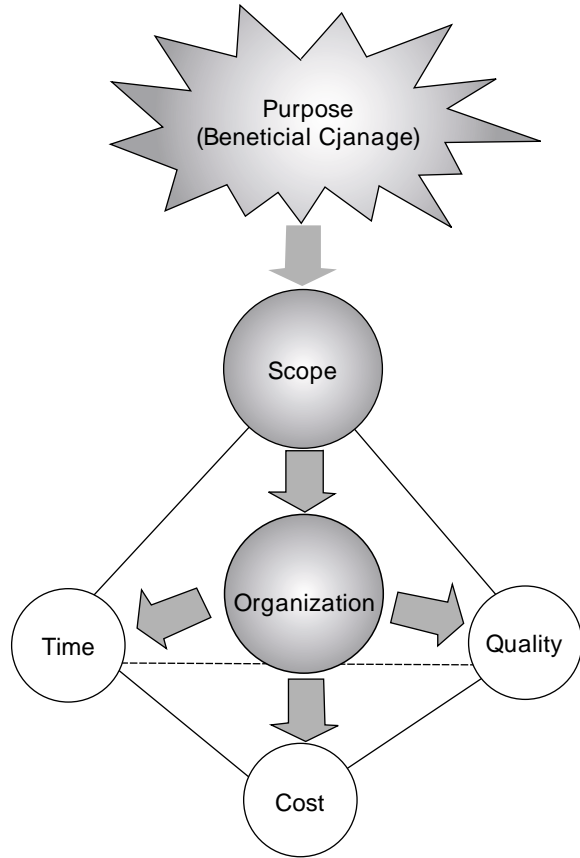 Purpose
(Beneticial Cjanage)
Scope
Organization
Time
Quality
Cost